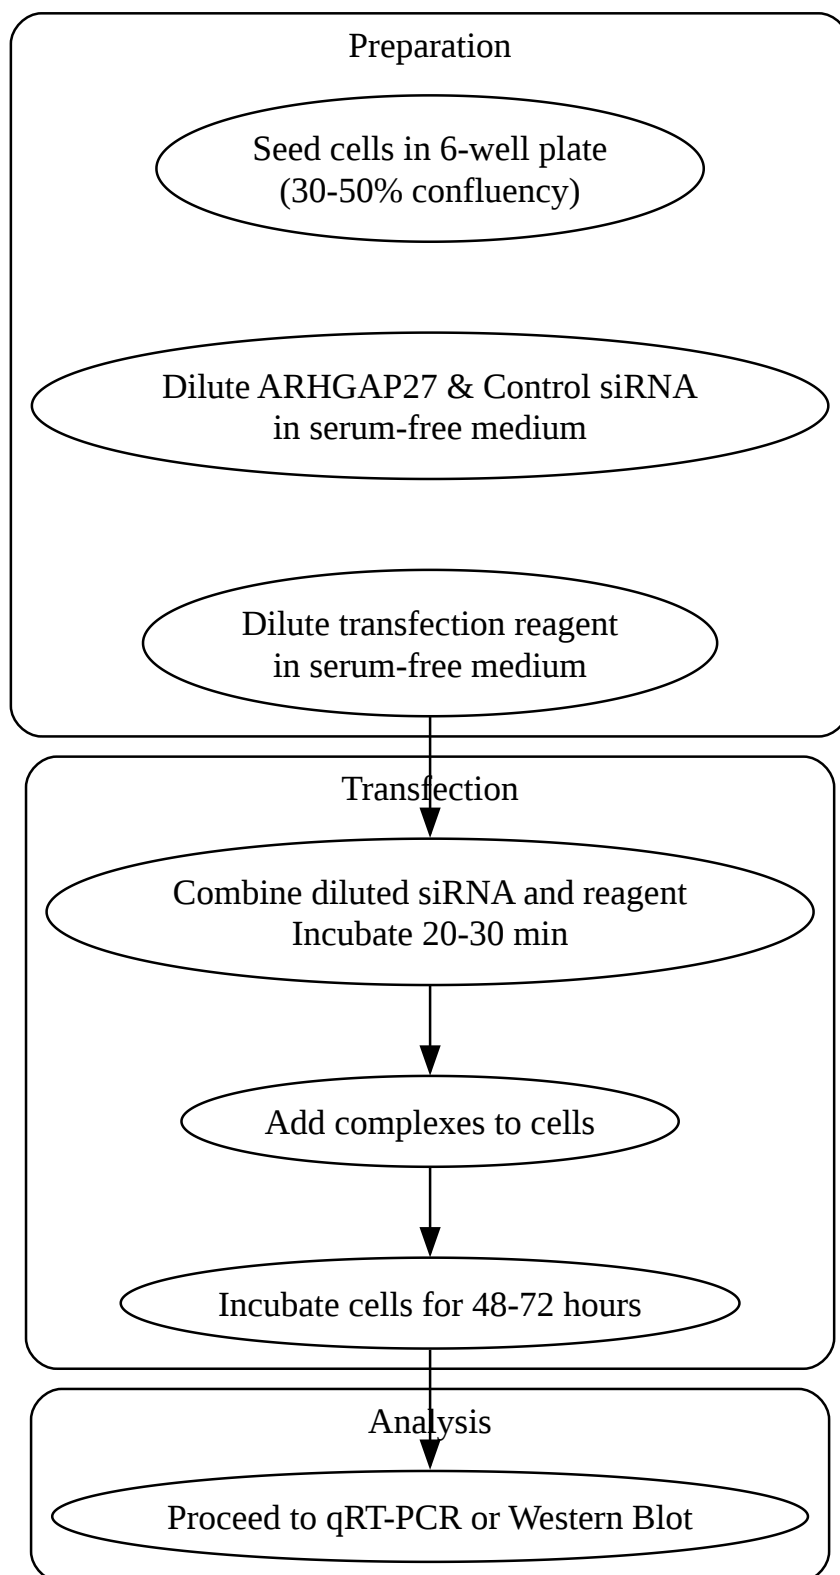 Preparation
Seed cells in 6-well plate
(30-50% confluency)
Dilute ARHGAP27 & Control siRNA
in serum-free medium
Dilute transfection reagent
in serum-free medium
Transfection
Combine diluted siRNA and reagent
Incubate 20-30 min
Add complexes to cells
Incubate cells for 48-72 hours
Analysis
Proceed to qRT-PCR or Western Blot